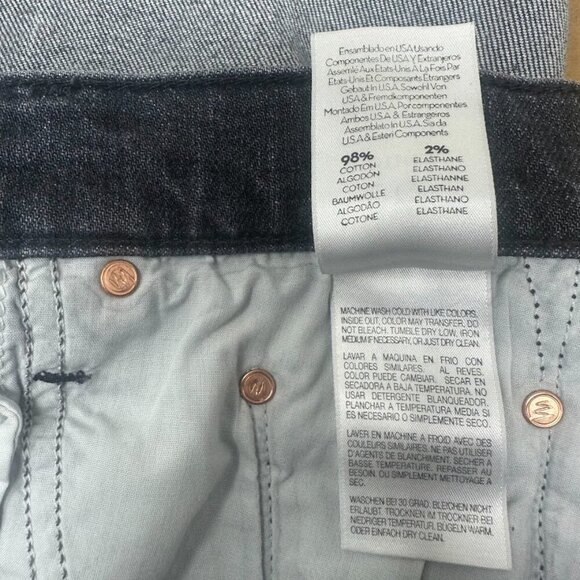 Ensamblado en USA Usando
Componentes De USA Y Extranjeros
Assemlé Aux Etats-Unis A La Fois Par
Etats-Unis Et Composants Étrangers
Gebaut In U.S.A. Sowohl Von
USA & Fremdkomponenten
Montado Em U.S.A, Por componentes
Ambos U.S.A & Estrangeiros
Assemblato In U.S.A. Sia da
U.S.A & Esteri Components
98% 2%
COTTON ELASTHANE
ALGODÓN ELASTHANO
COTON ELASTHANNE
BAUMWOLLE ELASTHAN
ALGODÃO ELASTHANO
COTONE ELASTHANE
MACHINE WASH COLD WITH LIKE COLORS.
INSIDE OUT, COLOR MAY TRANSFER, DO
NOT BLEACH. TUMBLE DRY LOW. IRON
MEDIUM IF NECESSARY, OR JUST DRY CLEAN.
LAVAR A MAQUINA EN FRIO CON
COLORES SIMILARES. AL REVES.
COLOR PUEDE CAMBIAR. SECAR EN
SECADORA A BAJA TEMPERATURA. NO
USAR DETERGENTE BLANQUEADOR.
PLANCHAR A TEMPERATURA MEDIA SI
ES NECESARIO O SIMPLEMENTE SECO.
LAVER EN MACHINE A FROID AVEC DES
COULEURS SIMILAIRES. NE PAS UTILISER
D'AGENTS DE BLANCHIMENT. SECHER A
BASSE TEMPERATURE. REPASSER AU
BESOIN. OU SIMPLEMENT NETTOYAGE A
SEC.
WASCHEN BEI 30 GRAD. BLEICHEN NICHT
ERLAUBT. TROCKNEN IM TROCKNER BEI
NIEDRIGER TEMPERATUR. BUGELN WARM.
ODER EINFACH DRY CLEAN.